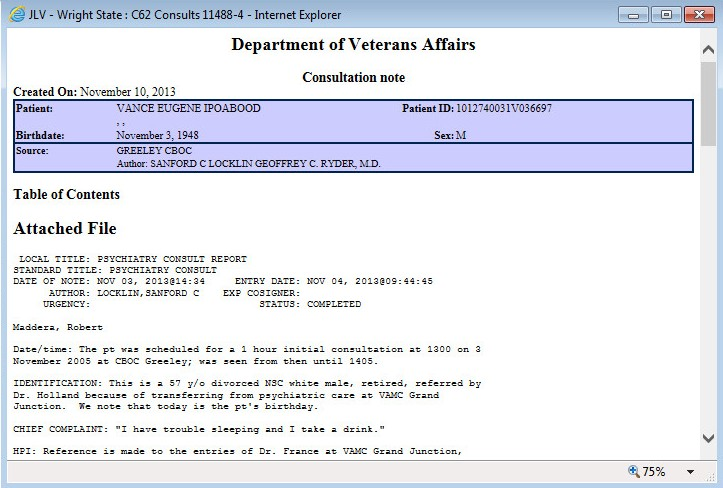 JLV - Wright State : C62 Consults 11488-4 - Internet Explorer
Department of Veterans Affairs
Consultation note
Created On: November 10, 2013
Patient: VANCE EUGENE IPOABOOD Patient ID: 1012740031V036697
, ,
Birthdate: November 3, 1948 Sex: M
Source: GREELEY CBOC
Author: SANFORD C LOCKLIN GEOFFREY C. RYDER, M.D.
Table of Contents
Attached File
LOCAL TITLE: PSYCHIATRY CONSULT REPORT
STANDARD TITLE: PSYCHIATRY CONSULT
DATE OF NOTE: NOV 03, 2013@14:34 ENTRY DATE: NOV 04, 2013@09:44:45
AUTHOR: LOCKLIN,SANFORD C EXP COSIGNER:
URGENCY: STATUS: COMPLETED
Maddera, Robert
Date/time: The pt was scheduled for a 1 hour initial consultation at 1300 on 3
November 2005 at CBOC Greeley; was seen from then until 1405.
IDENTIFICATION: This is a 57 y/o divorced NSC white male, retired, referred by
Dr. Holland because of transferring from psychiatric care at VAMC Grand
Junction. We note that today is the pt's birthday.
CHIEF COMPLAINT: "I have trouble sleeping and I take a drink."
HPI: Reference is made to the entries of Dr. France at VAMC Grand Junction,
75%